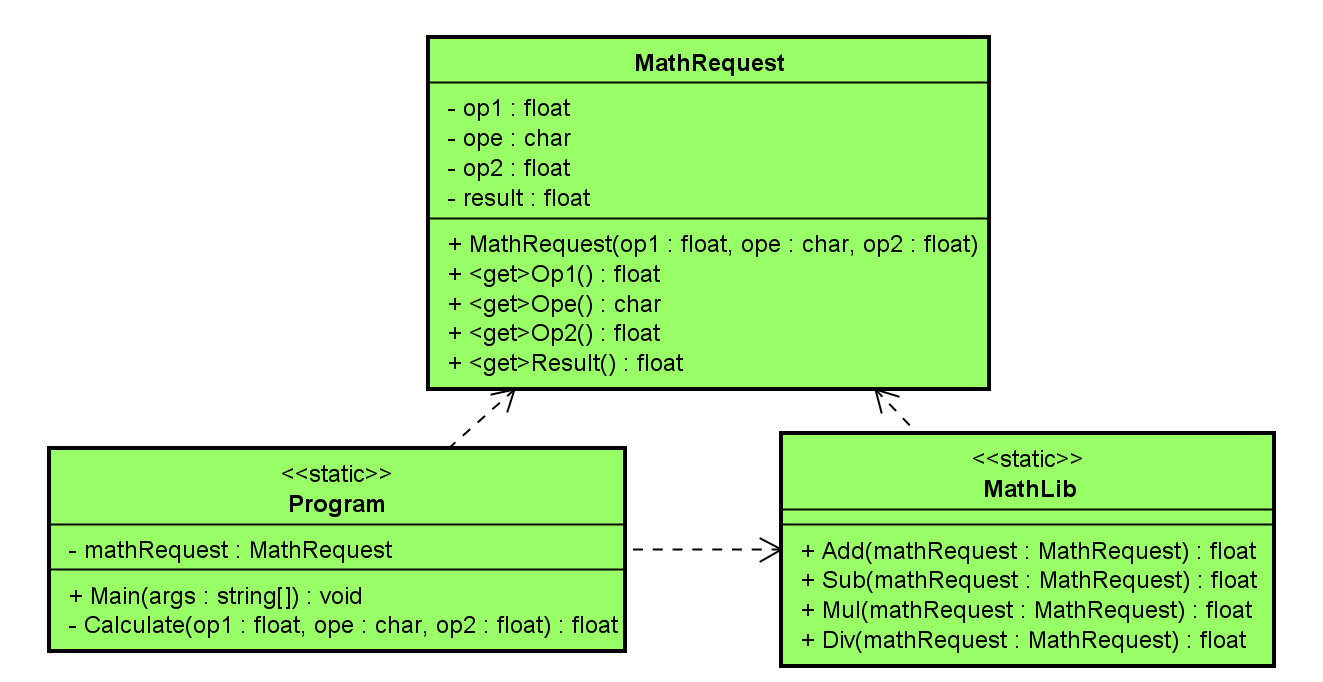 MathRequest
- op1 : float
- ope : char
- op2 : float
- result : float
+ MathRequest(op1 : float, ope : char, op2 : float)
+ <get>Op1() : float
+ <get>Ope() : char
+ <get>Op2() : float
+ <get>Result() : float
<<static>>
Program
- mathRequest : MathRequest
+ Main(args : string[]) : void
- Calculate(op1 : float, ope : char, op2 : float) : float
<<static>>
MathLib
+ Add(mathRequest : MathRequest) : float
+ Sub(mathRequest : MathRequest) : float
+ Mul(mathRequest : MathRequest) : float
+ Div(mathRequest : MathRequest) : float